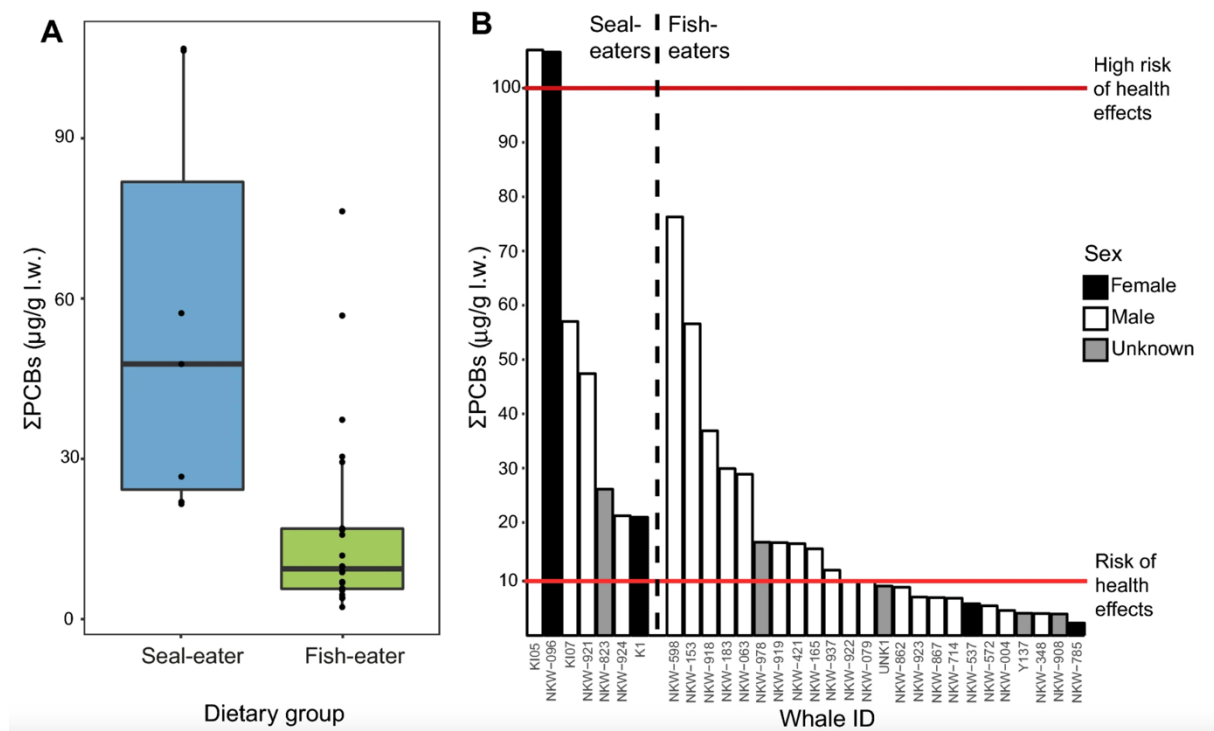 A
ΣPCBs (µg/g l.w.)
90
60
30
0
Seal-eater
Fish-eater
Dietary group
B
Seal-
eaters
Fish-
eaters
ΣPCBs (µg/g l.w.)
100
90
80
70
60
50
40
30
20
10
High risk
of health
effects
Risk of
health
effects
Sex
Female
Male
Unknown
KI05
NKW−096
KI07
NKW−921
NKW−823
NKW−924
K1
NKW−598
NKW−153
NKW−918
NKW−183
NKW−063
NKW−978
NKW−919
NKW−421
NKW−165
NKW−937
NKW−922
NKW−079
UNK1
NKW−862
NKW−923
NKW−867
NKW−714
NKW−537
NKW−572
NKW−004
Y137
NKW−348
NKW−908
NKW−785
Whale ID